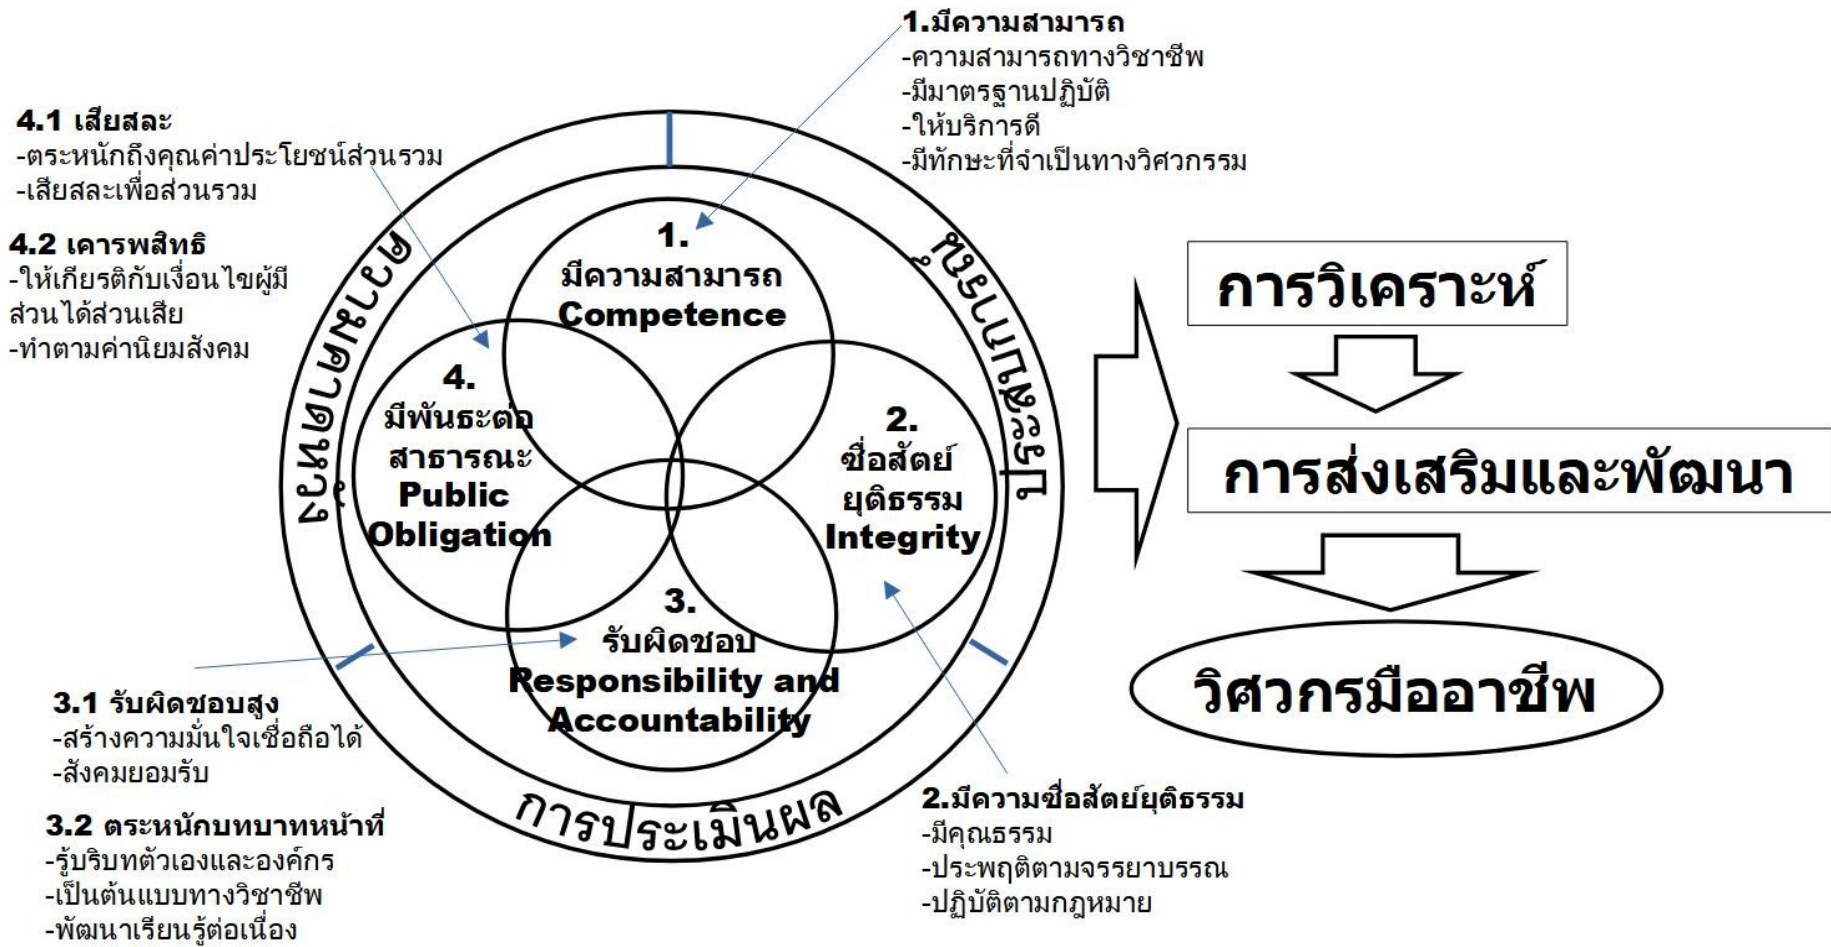 1.มีความสามารถ
-ความสามารถทางวิชาชีพ
-มีมาตรฐานปฏิบัติ
-ให้บริการดี
-มีทักษะที่จำเป็นทางวิศวกรรม
4.1 เสียสละ
-ตระหนักถึงคุณค่าประโยชน์ส่วนรวม
-เสียสละเพื่อส่วนรวม
4.2 เคารพสิทธิ
-ให้เกียรติกับเงื่อนไขผู้มี
ส่วนได้ส่วนเสีย
-ทำตามค่านิยมสังคม
ความคาดหวัง
ประสบการณ์
การประเมินผล
1.
มีความสามารถ
Competence
4.
มีพันธะต่อ
สาธารณะ
Public
Obligation
2.
ซื่อสัตย์
ยุติธรรม
Integrity
3.
รับผิดชอบ
Responsibility and
Accountability
3.1 รับผิดชอบสูง
-สร้างความมั่นใจเชื่อถือได้
-สังคมยอมรับ
3.2 ตระหนักบทบาทหน้าที่
-รู้บริบทตัวเองและองค์กร
-เป็นต้นแบบทางวิชาชีพ
-พัฒนาเรียนรู้ต่อเนื่อง
2.มีความซื่อสัตย์ยุติธรรม
-มีคุณธรรม
-ประพฤติตามจรรยาบรรณ
-ปฏิบัติตามกฎหมาย
การวิเคราะห์
การส่งเสริมและพัฒนา
วิศวกรมืออาชีพ